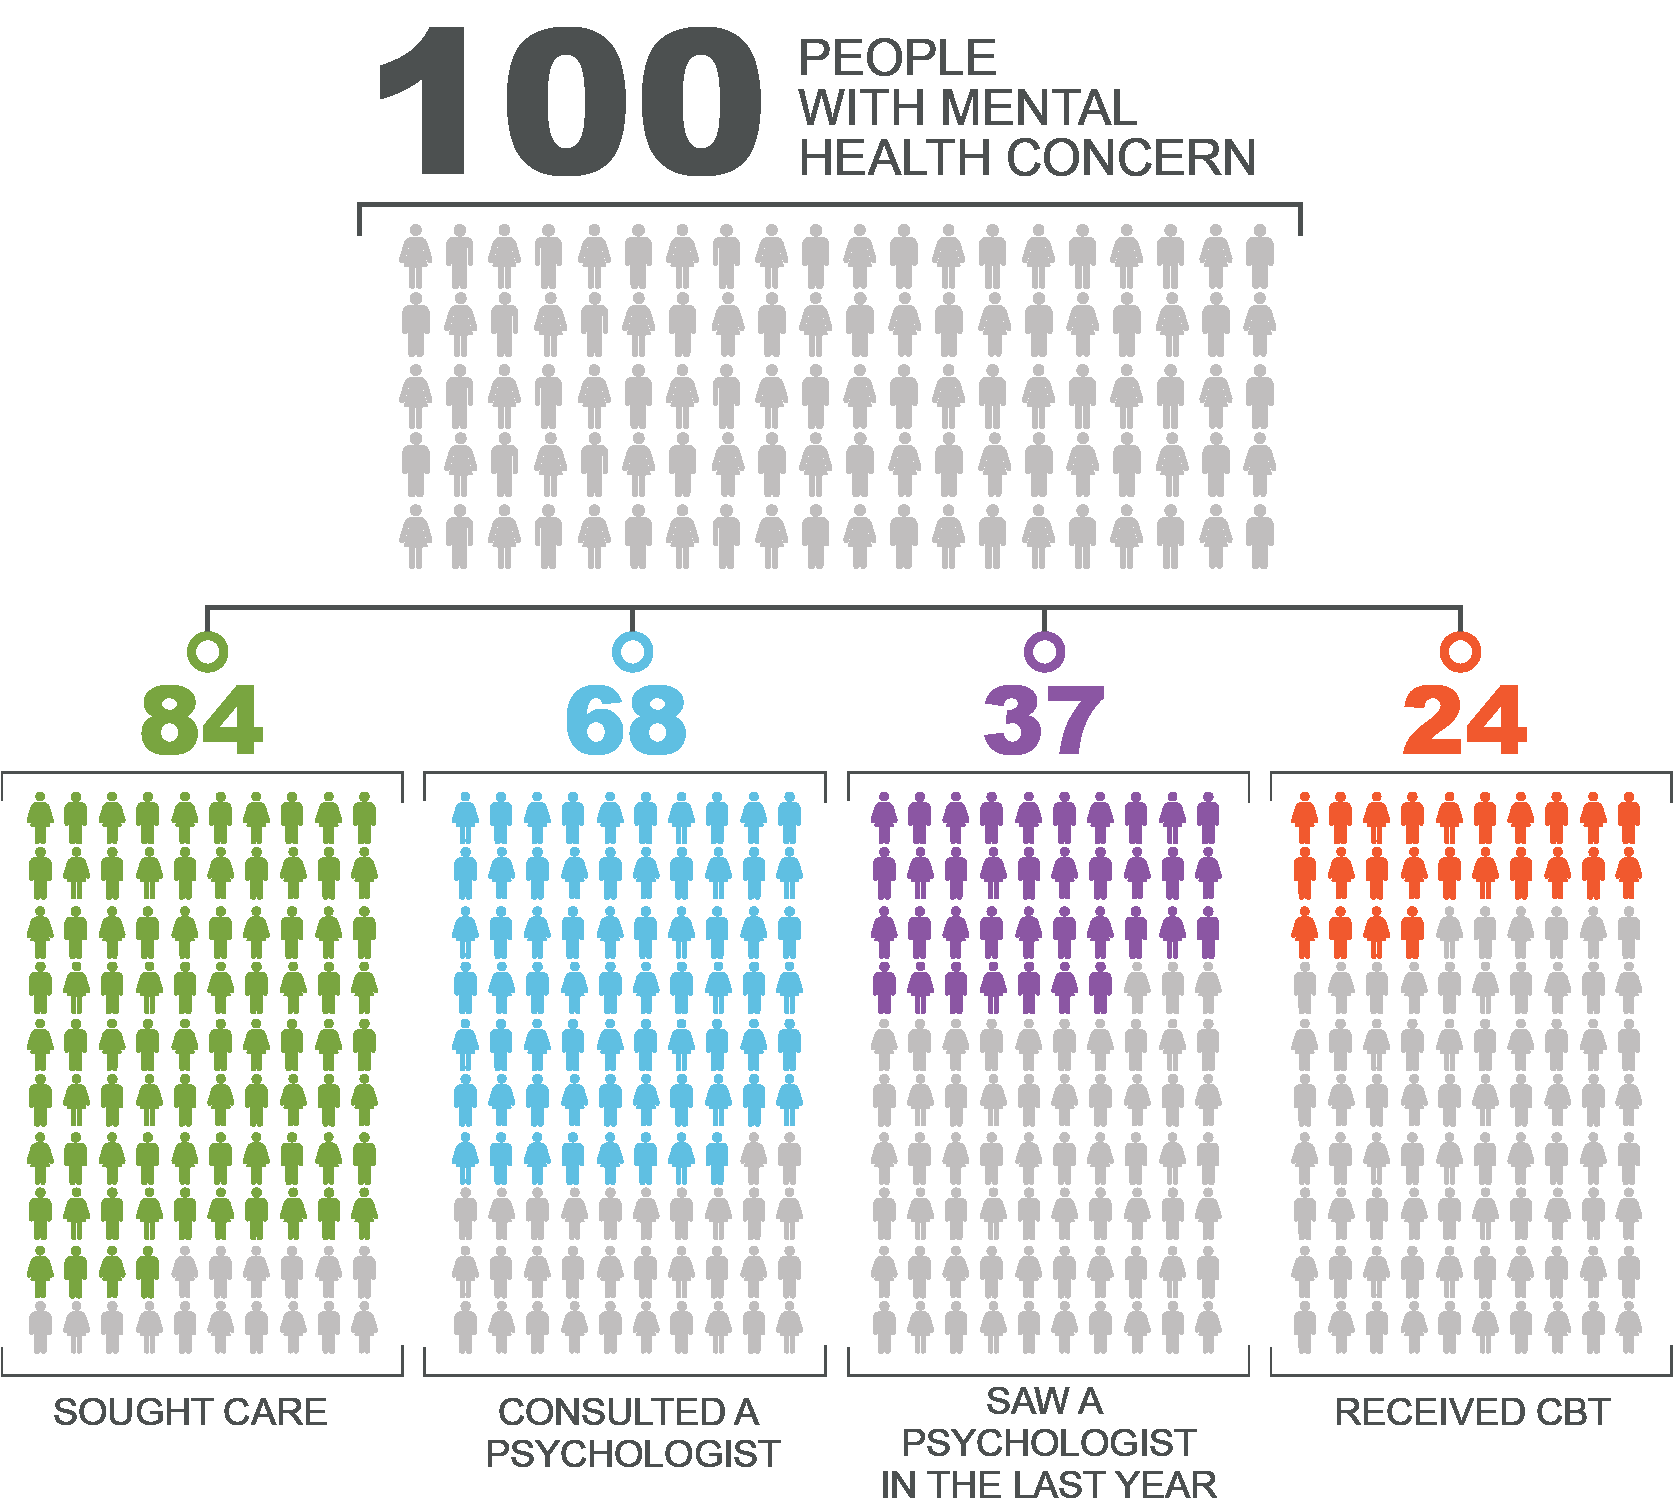 100
PEOPLE
WITH MENTAL
HEALTH CONCERN
84
68
37
24
SOUGHT CARE
CONSULTED A
PSYCHOLOGIST
SAW A
PSYCHOLOGIST
IN THE LAST YEAR
RECEIVED CBT